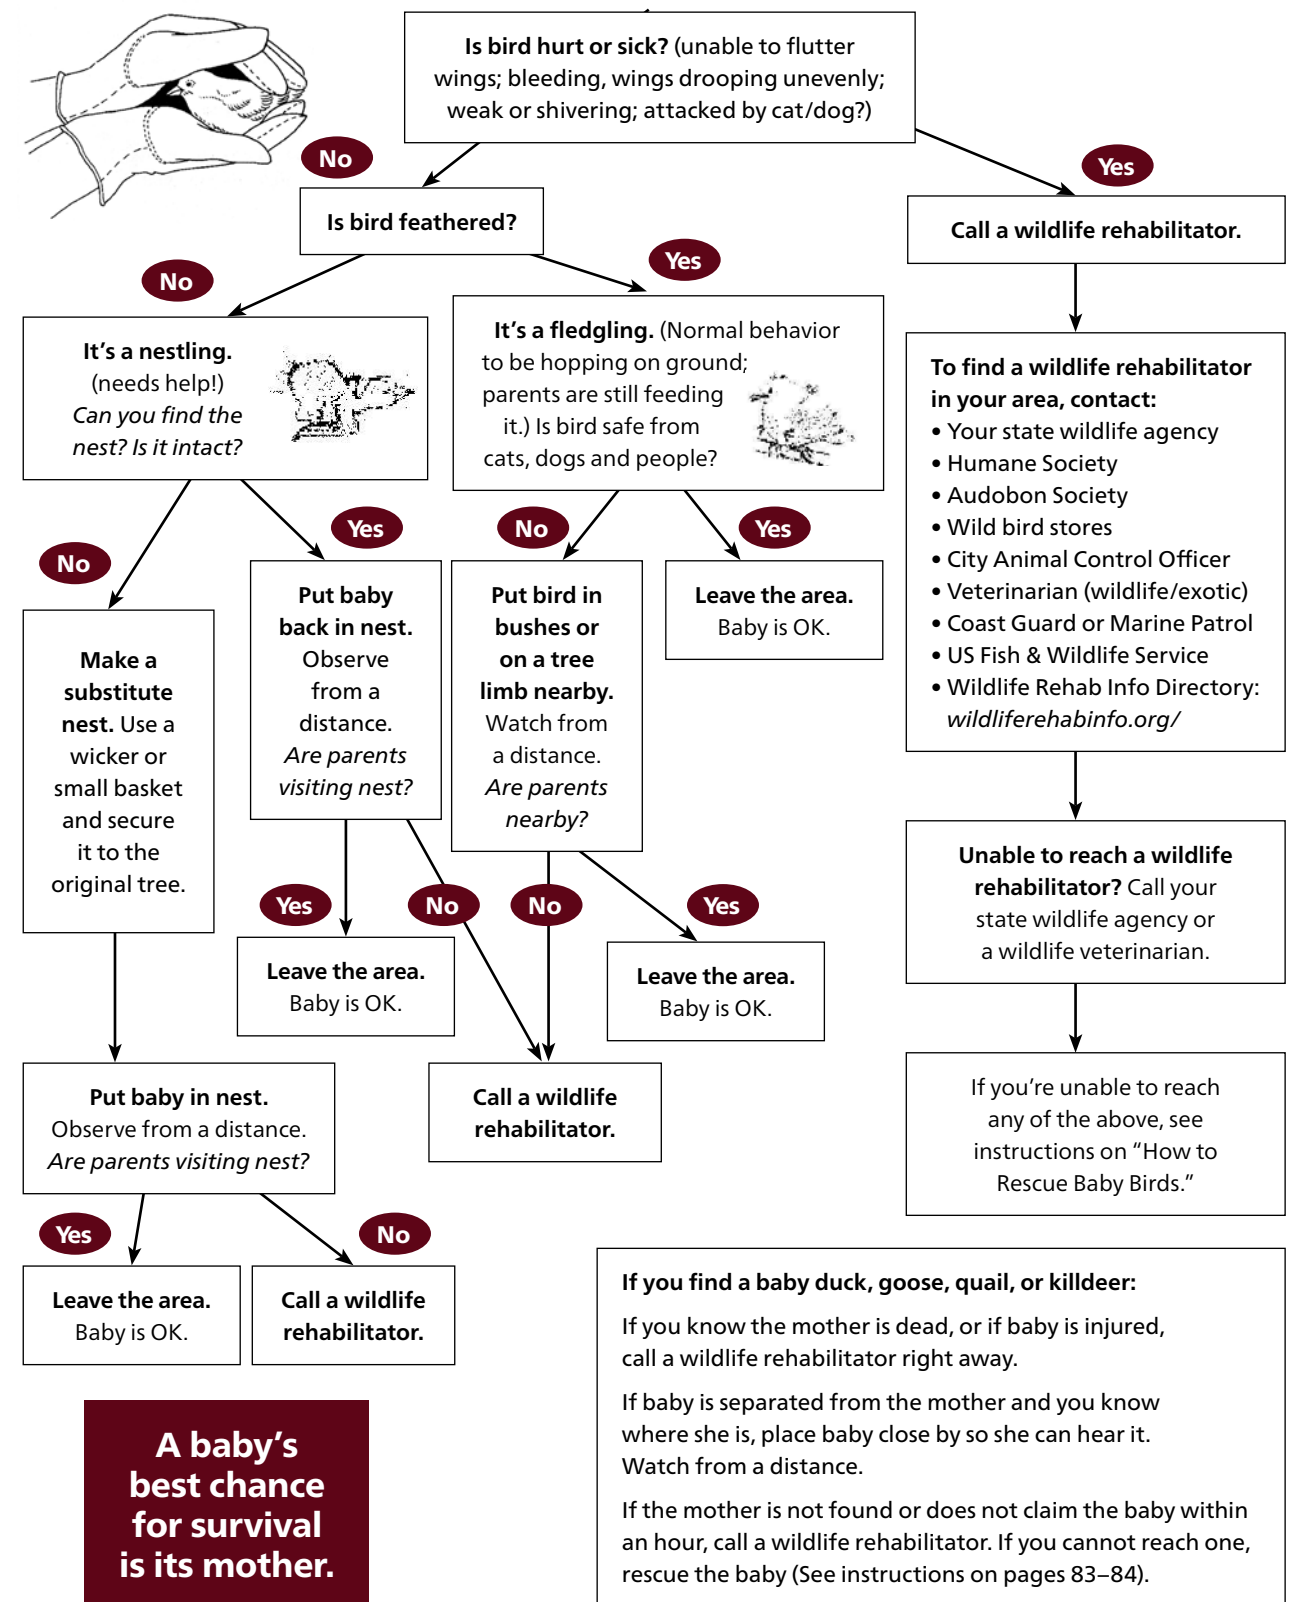 Is bird hurt or sick? (unable to flutter
wings; bleeding, wings drooping unevenly;
weak or shivering; attacked by cat/dog?)
No
Yes
Is bird feathered?
Call a wildlife rehabilitator.
No
Yes
It's a nestling.
(needs help!)
Can you find the
nest? Is it intact?
It's a fledgling. (Normal behavior
to be hopping on ground;
parents are still feeding
it.) Is bird safe from
cats, dogs and people?
To find a wildlife rehabilitator
in your area, contact:
• Your state wildlife agency
• Humane Society
• Audobon Society
• Wild bird stores
• City Animal Control Officer
• Veterinarian (wildlife/exotic)
• Coast Guard or Marine Patrol
• US Fish & Wildlife Service
• Wildlife Rehab Info Directory:
wildliferehabinfo.org/
No
Yes
No
Yes
Make a
substitute
nest. Use a
wicker or
small basket
and secure
it to the
original tree.
Put baby
back in nest.
Observe
from a
distance.
Are parents
visiting nest?
Put bird in
bushes or
on a tree
limb nearby.
Watch from
a distance.
Are parents
nearby?
Leave the area.
Baby is OK.
Unable to reach a wildlife
rehabilitator? Call your
state wildlife agency or
a wildlife veterinarian.
Yes
No
No
Yes
Leave the area.
Baby is OK.
Leave the area.
Baby is OK.
Put baby in nest.
Observe from a distance.
Are parents visiting nest?
Call a wildlife
rehabilitator.
If you're unable to reach
any of the above, see
instructions on "How to
Rescue Baby Birds."
Yes
No
Leave the area.
Baby is OK.
Call a wildlife
rehabilitator.
If you find a baby duck, goose, quail, or killdeer:
If you know the mother is dead, or if baby is injured,
call a wildlife rehabilitator right away.
If baby is separated from the mother and you know
where she is, place baby close by so she can hear it.
Watch from a distance.
If the mother is not found or does not claim the baby within
an hour, call a wildlife rehabilitator. If you cannot reach one,
rescue the baby (See instructions on pages 83–84).
A baby's
best chance
for survival
is its mother.